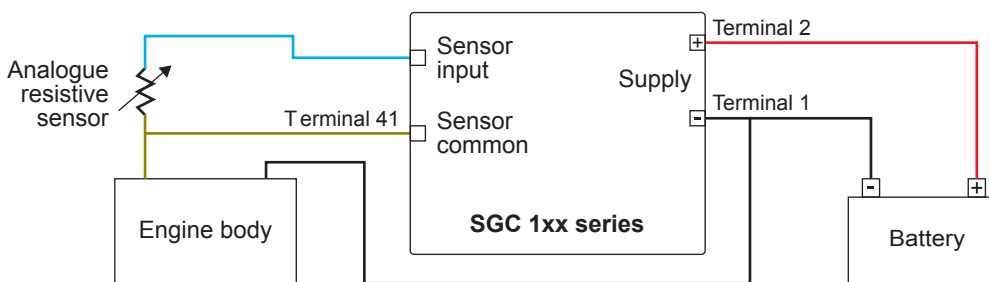 Analogue
resistive
sensor
Terminal 41
Sensor
input
Sensor
common
Supply
+
-
SGC 1xx series
Terminal 2
Terminal 1
Engine body
-
+
Battery